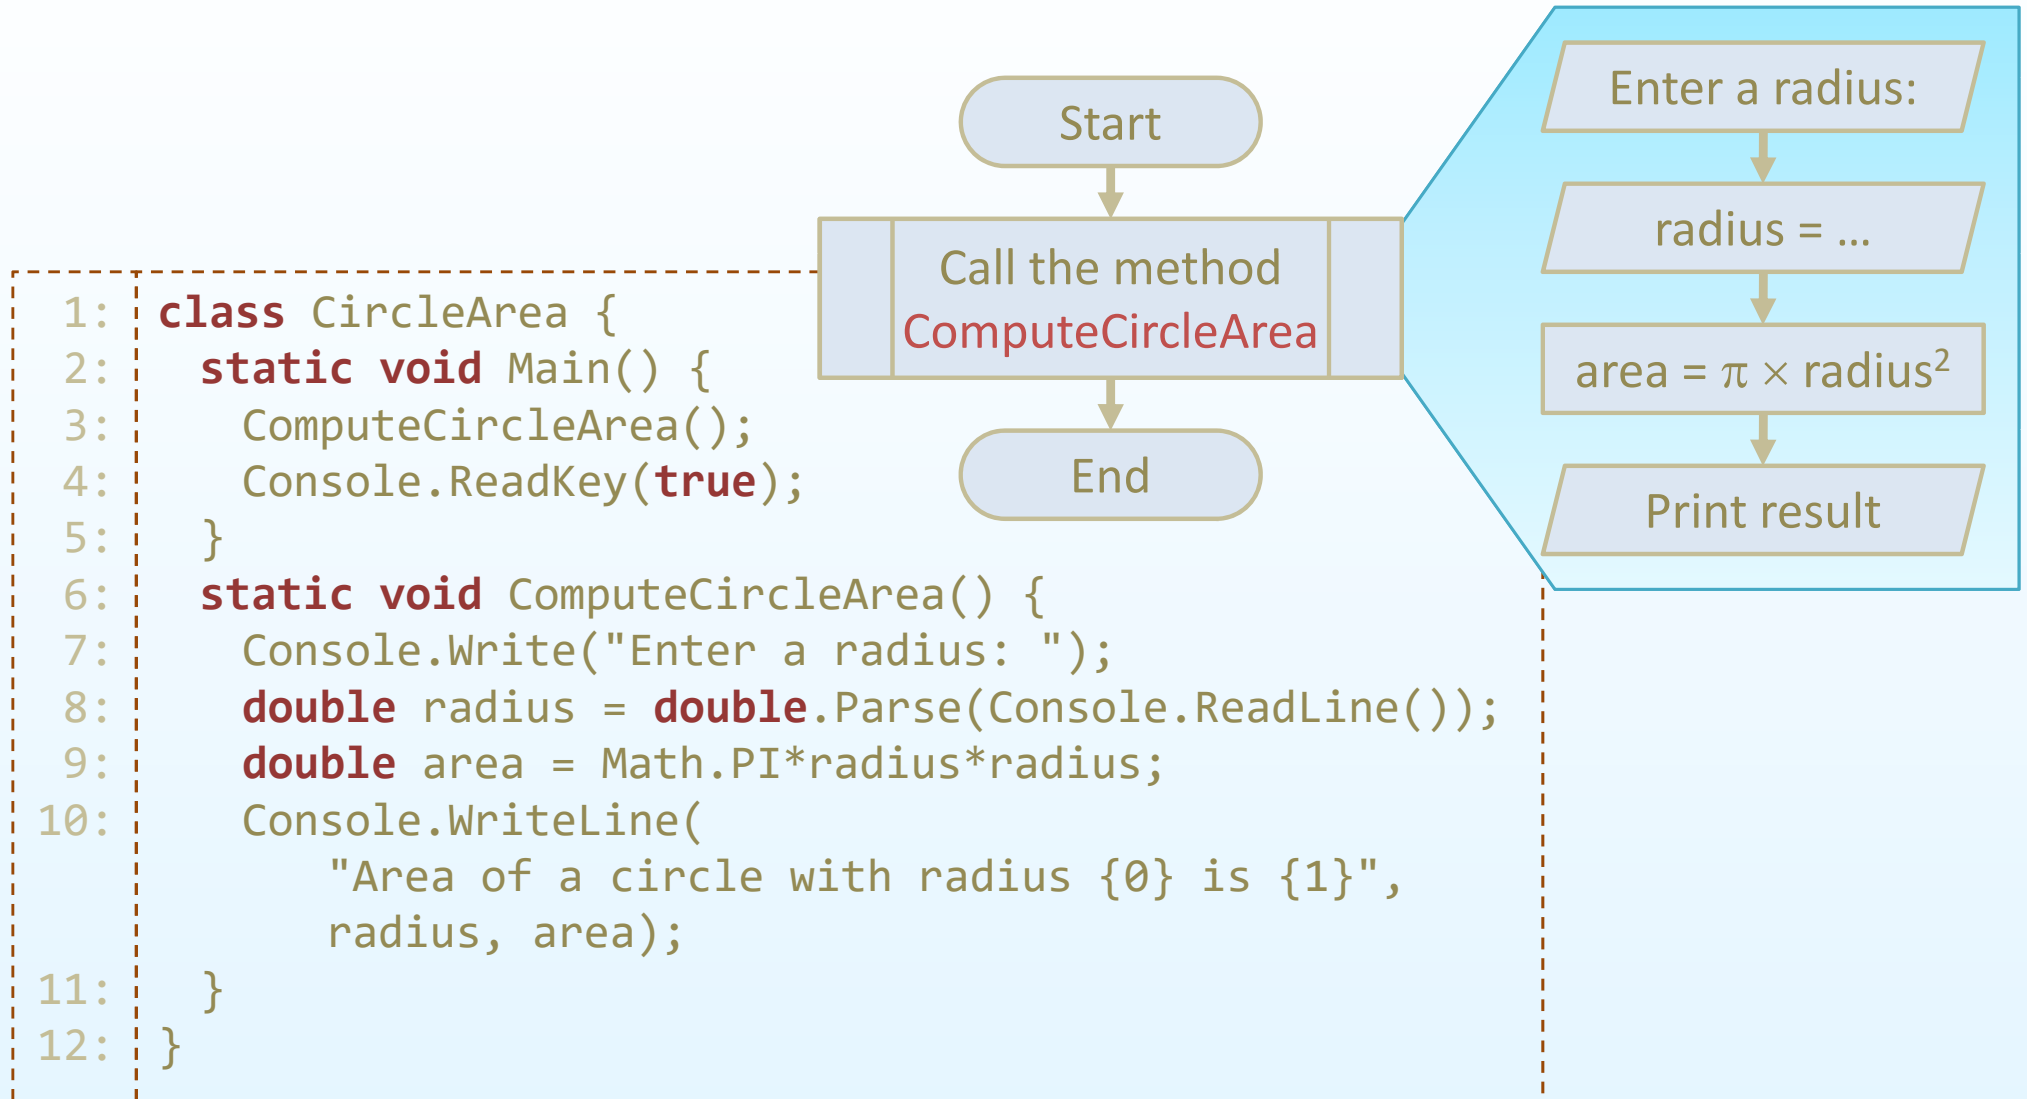 Start
Call the method
ComputeCircleArea
End
Enter a radius:
radius = ...
area = π × radius²
Print result
1: class CircleArea {
2: static void Main() {
3: ComputeCircleArea();
4: Console.ReadKey(true);
5: }
6: static void ComputeCircleArea() {
7: Console.Write("Enter a radius: ");
8: double radius = double.Parse(Console.ReadLine());
9: double area = Math.PI*radius*radius;
10: Console.WriteLine(
"Area of a circle with radius {0} is {1}",
radius, area);
11: }
12: }